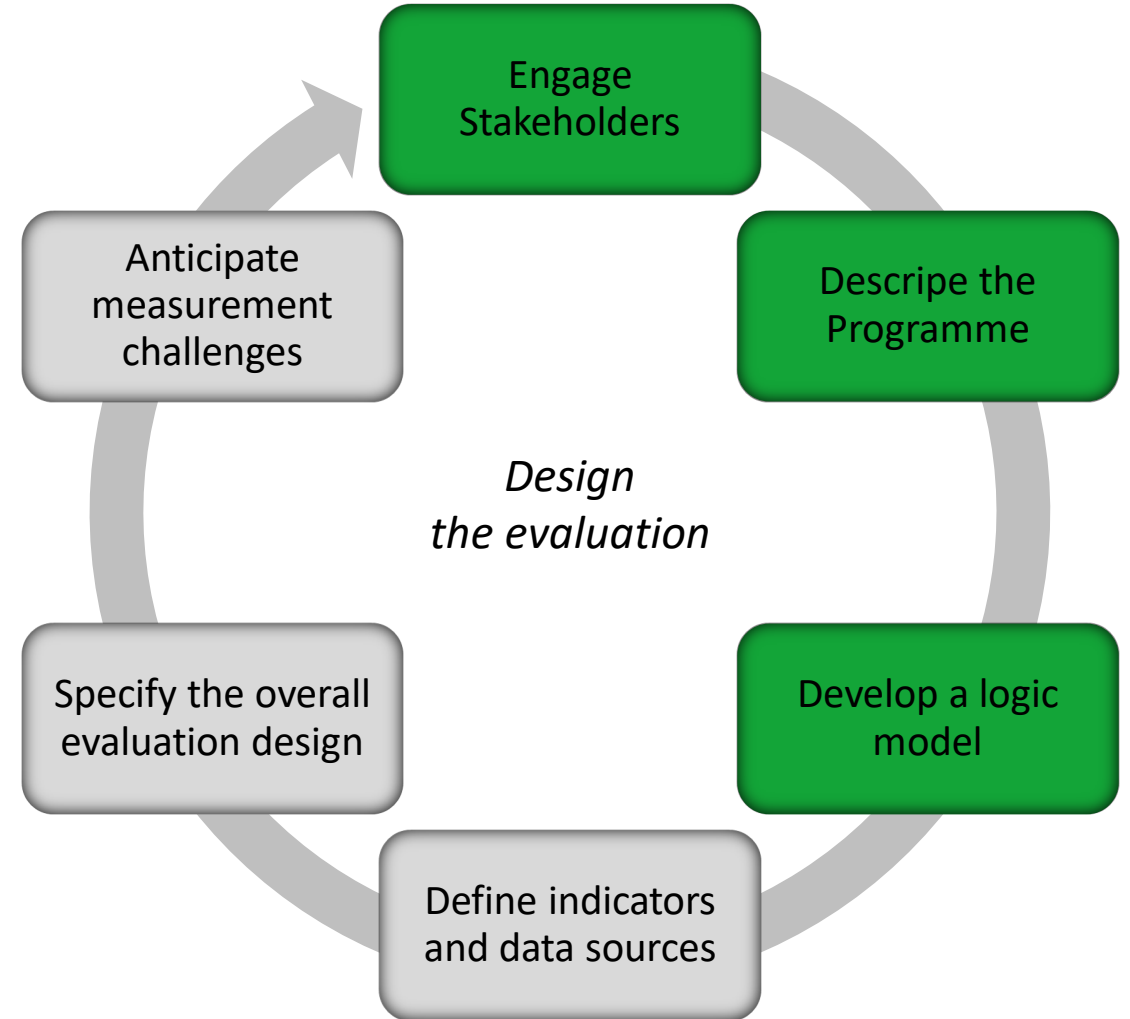 Engage
Stakeholders
Descripe the
Programme
Develop a logic
model
Define indicators
and data sources
Specify the overall
evaluation design
Anticipate
measurement
challenges
Design
the evaluation